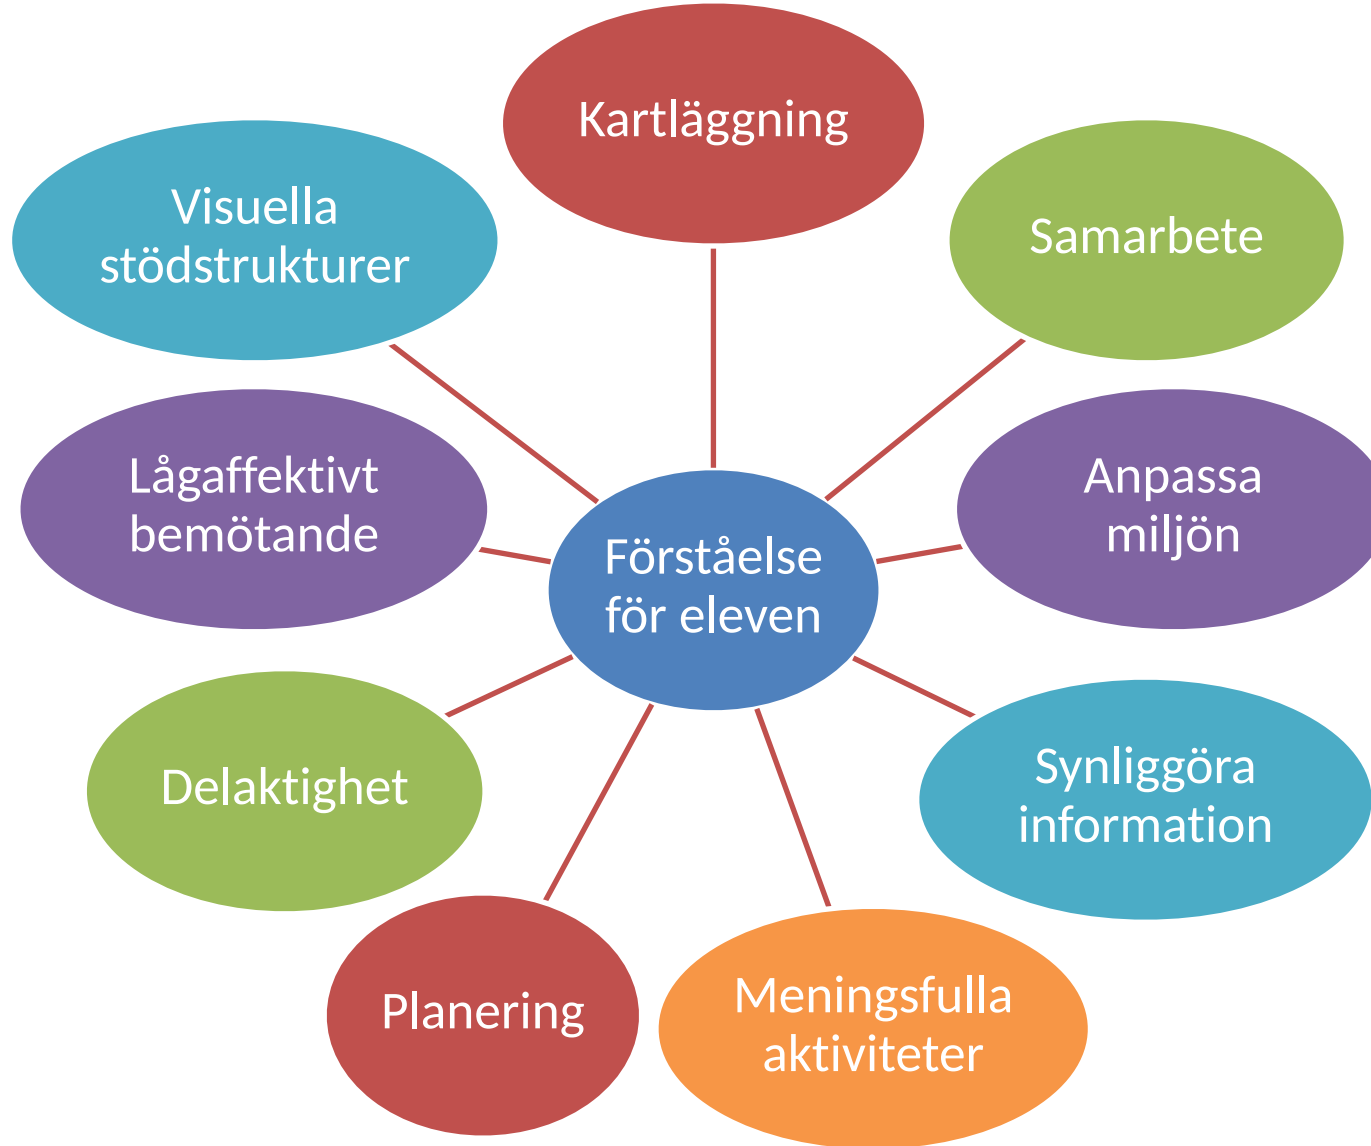 Kartläggning
Visuella
stödstrukturer
Samarbete
Lågaffektivt
bemötande
Anpassa
miljön
Förståelse
för eleven
Delaktighet
Synliggöra
information
Planering
Meningsfulla
aktiviteter